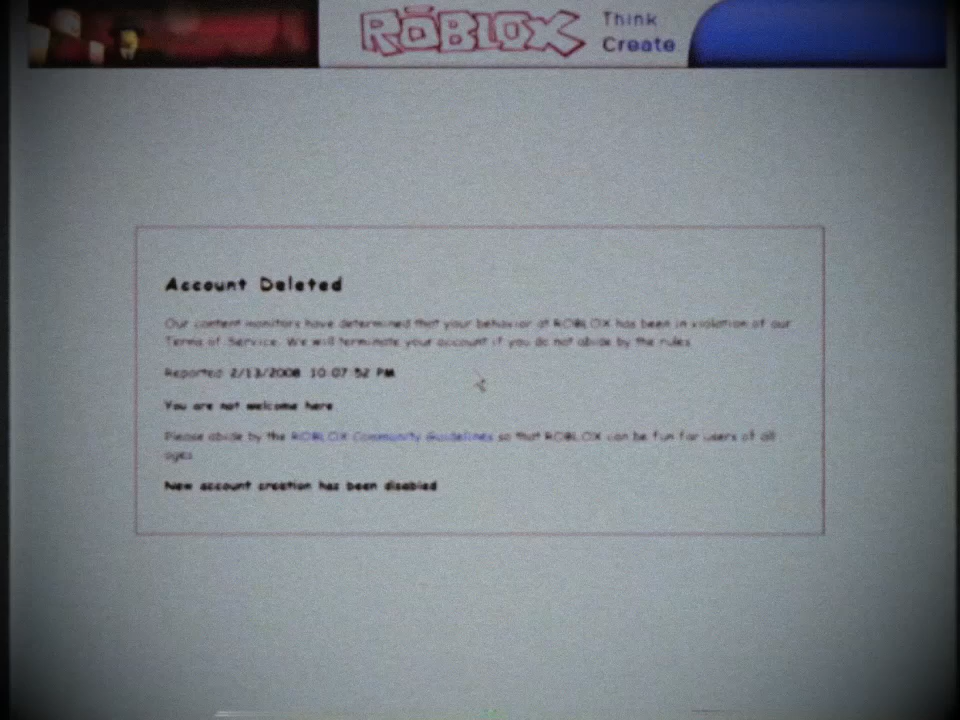 RŌBLOX
Think
Create
Account Deleted
Our content monitors have determined that your behavior at ROBLOX has been in violation of our
Terms of Service. We will terminate your account if you do not abide by the rules
Reported 2/13/2008 10:07:52 PM
You are not welcome here
Please abide by the ROBLOX Community Guidelines so that ROBLOX can be fun for users of all
ages
New account creation has been disabled